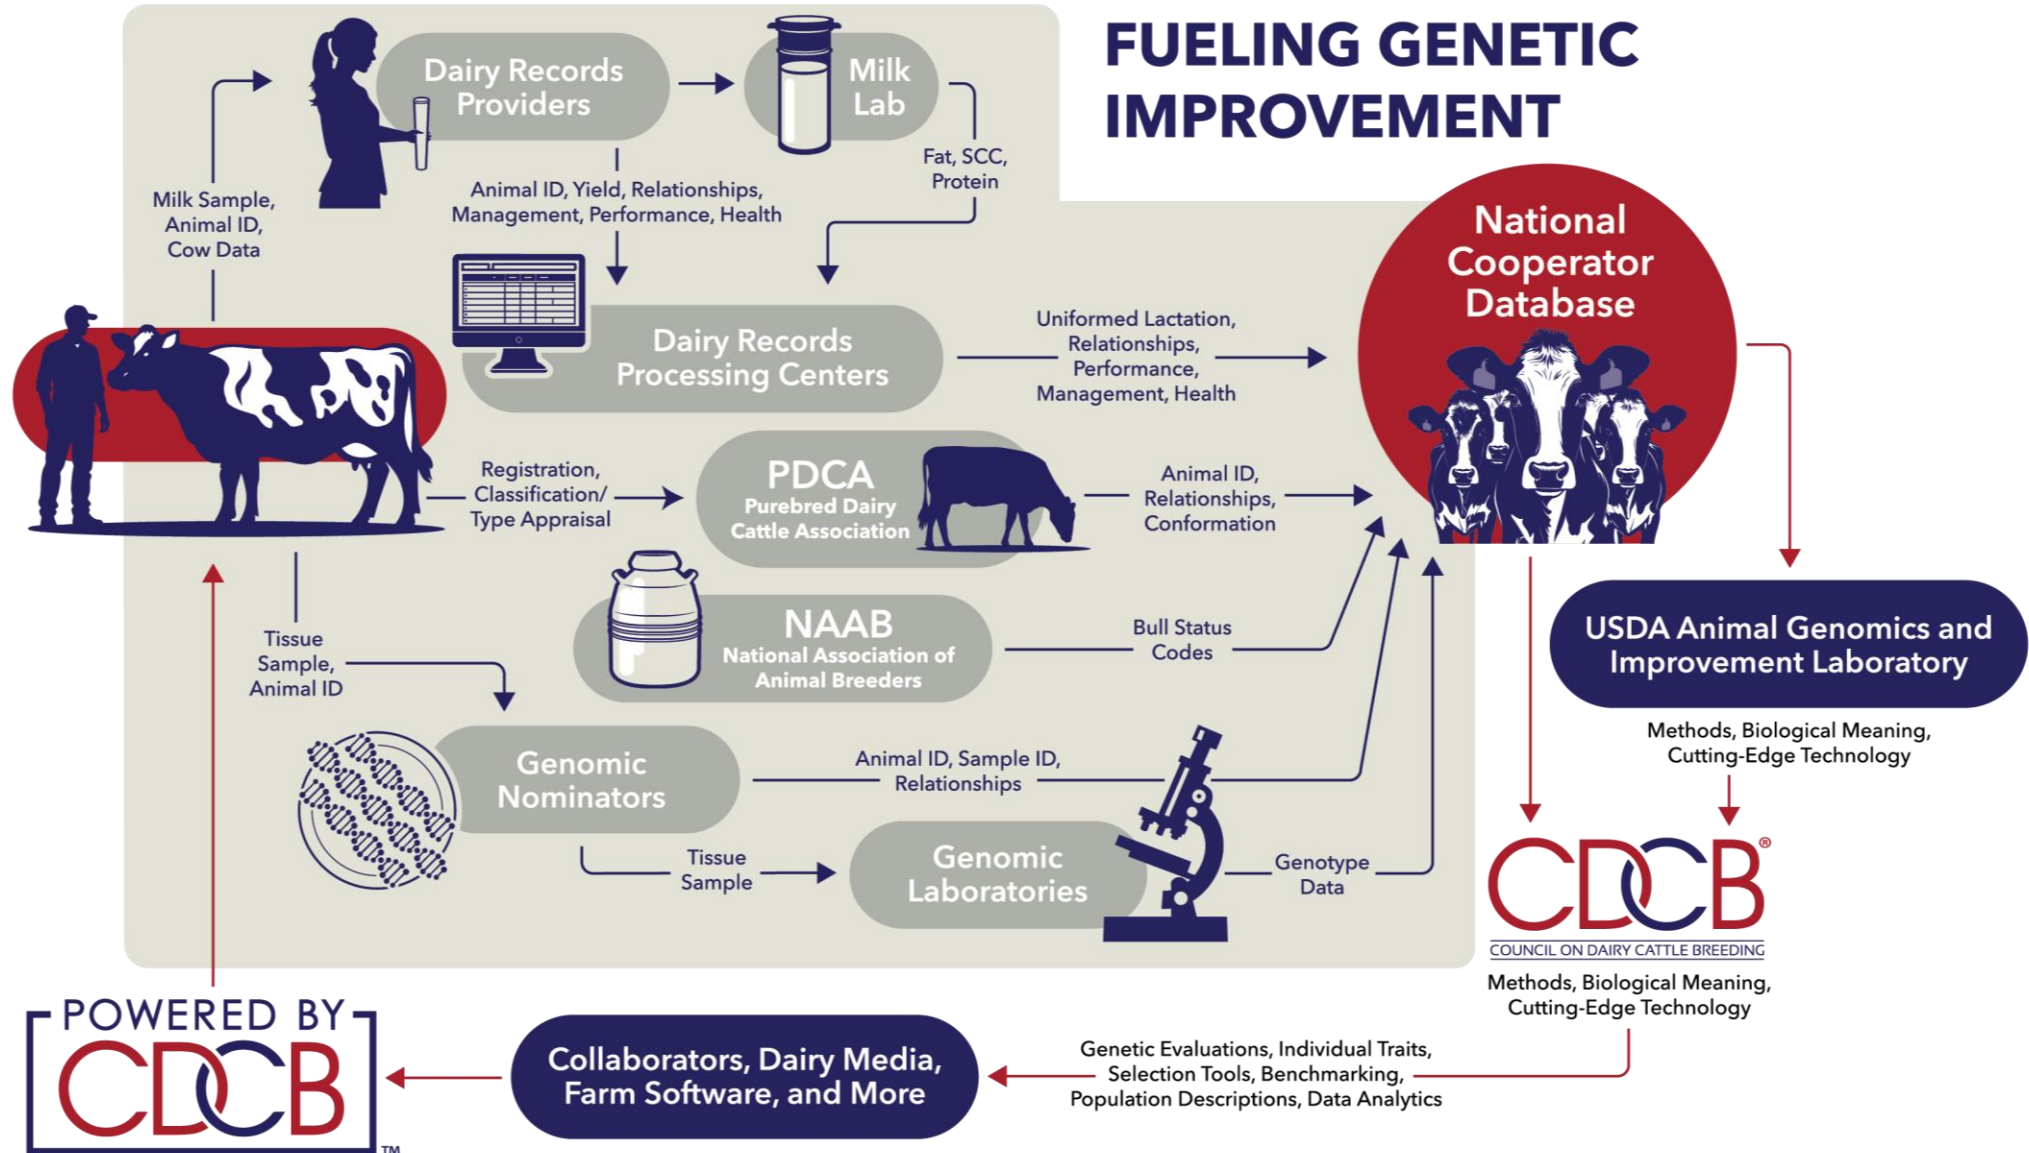 FUELING GENETIC
IMPROVEMENT
Dairy Records
Providers
Milk
Lab
Fat, SCC,
Protein
Milk Sample,
Animal ID,
Cow Data
Animal ID, Yield, Relationships,
Management, Performance, Health
Dairy Records
Processing Centers
Uniformed Lactation,
Relationships,
Performance,
Management, Health
National
Cooperator
Database
Registration,
Classification/
Type Appraisal
PDCA
Purebred Dairy
Cattle Association
Animal ID,
Relationships,
Conformation
NAAB
National Association of
Animal Breeders
Bull Status
Codes
Tissue
Sample,
Animal ID
Genomic
Nominators
Animal ID, Sample ID,
Relationships
Tissue
Sample
Genomic
Laboratories
Genotype
Data
USDA Animal Genomics and
Improvement Laboratory
Methods, Biological Meaning,
Cutting-Edge Technology
CDCB®
COUNCIL ON DAIRY CATTLE BREEDING
Methods, Biological Meaning,
Cutting-Edge Technology
Genetic Evaluations, Individual Traits,
Selection Tools, Benchmarking,
Population Descriptions, Data Analytics
Collaborators, Dairy Media,
Farm Software, and More
POWERED BY
CDCB
TM